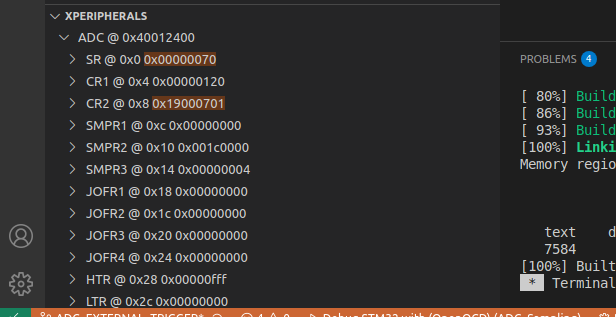 XPERIPHERALS
ADC @ 0x40012400
SR @ 0x0 0x00000070
CR1 @ 0x4 0x00000120
CR2 @ 0x8 0x19000701
SMPR1 @ 0xc 0x00000000
SMPR2 @ 0x10 0x001c0000
SMPR3 @ 0x14 0x00000004
JOFR1 @ 0x18 0x00000000
JOFR2 @ 0x1c 0x00000000
JOFR3 @ 0x20 0x00000000
JOFR4 @ 0x24 0x00000000
HTR @ 0x28 0x00000fff
LTR @ 0x2c 0x00000000
PROBLEMS 4
[ 80%] Build
[ 86%] Build
[ 93%] Build
[100%] Linki
Memory regio
text d
7584
[100%] Built
* Terminal